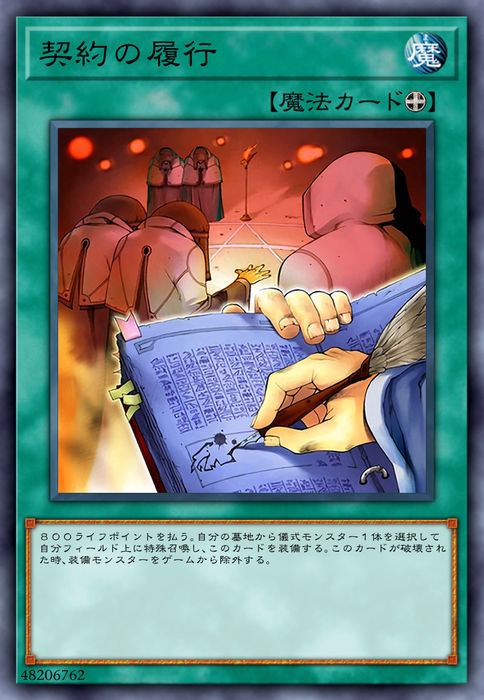 契約の履行
魔
【魔法カード】
800ライフポイントを払う。自分の墓地から儀式モンスター1体を選択して
自分フィールド上に特殊召喚し、このカードを装備する。このカードが破壊され
た時、装備モンスターをゲームから除外する。
48206762